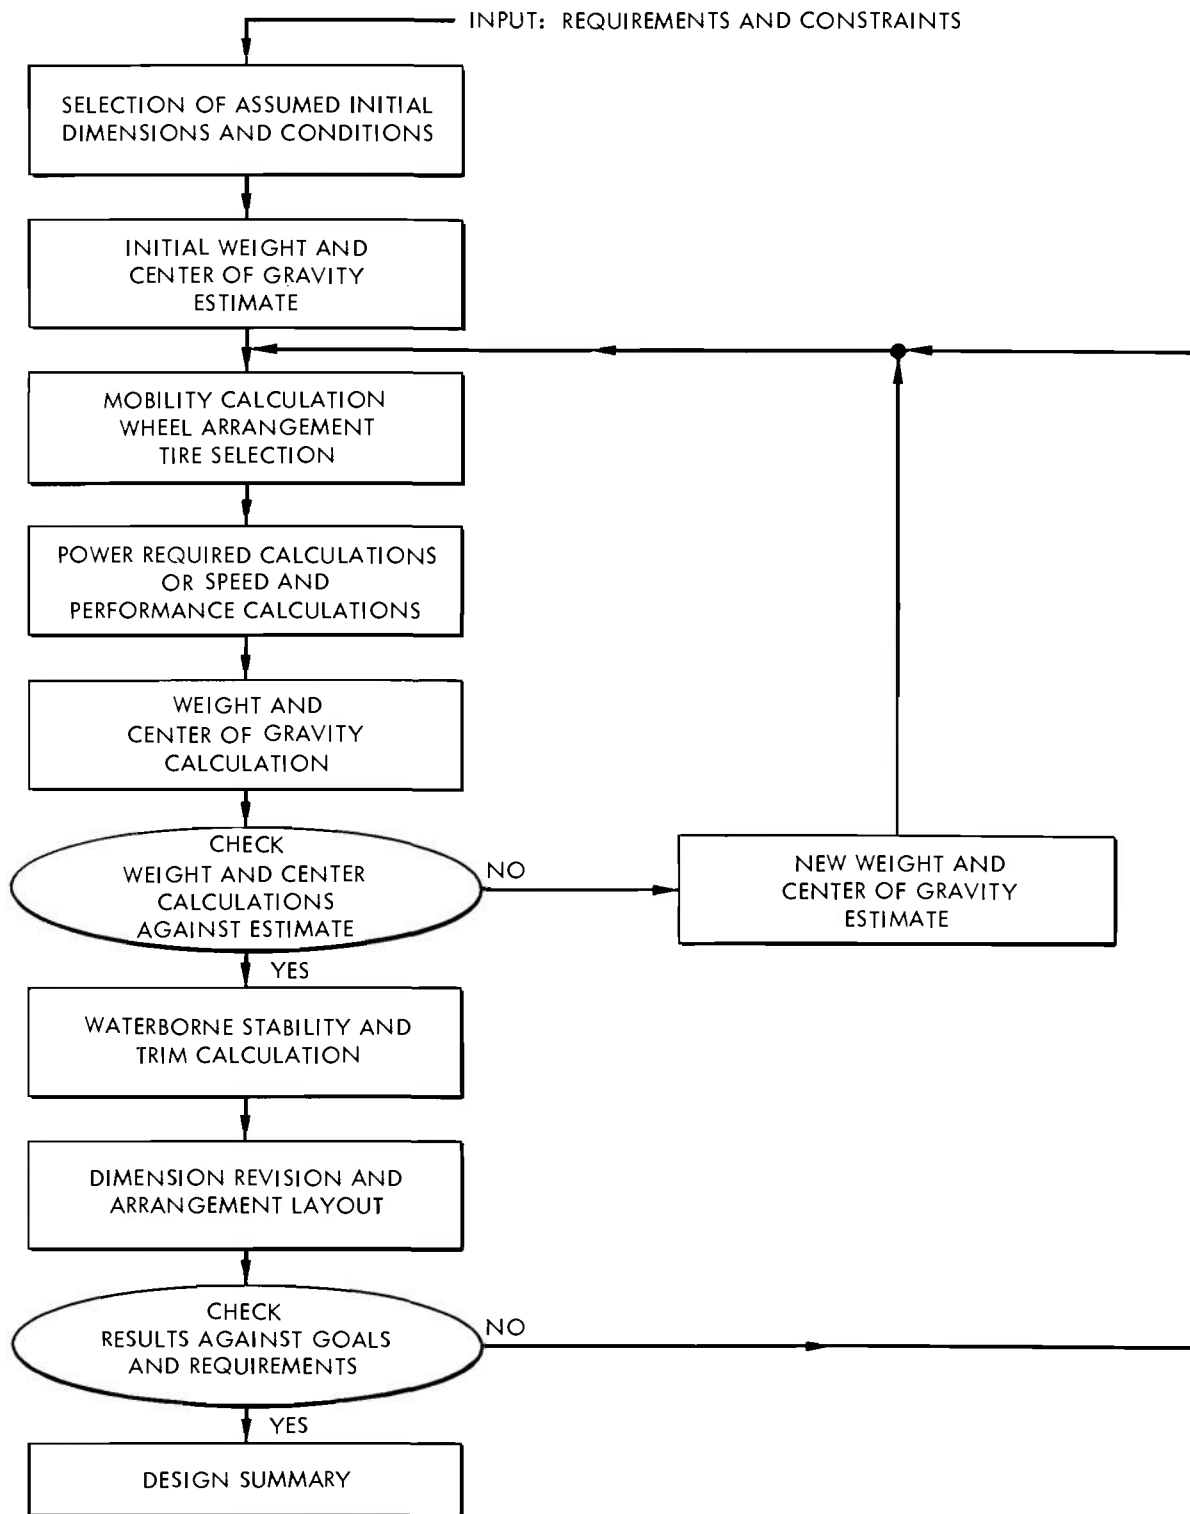 INPUT: REQUIREMENTS AND CONSTRAINTS
SELECTION OF ASSUMED INITIAL
DIMENSIONS AND CONDITIONS
INITIAL WEIGHT AND
CENTER OF GRAVITY
ESTIMATE
MOBILITY CALCULATION
WHEEL ARRANGEMENT
TIRE SELECTION
POWER REQUIRED CALCULATIONS
OR SPEED AND
PERFORMANCE CALCULATIONS
WEIGHT AND
CENTER OF GRAVITY
CALCULATION
CHECK
WEIGHT AND CENTER
CALCULATIONS
AGAINST ESTIMATE
NO
NEW WEIGHT AND
CENTER OF GRAVITY
ESTIMATE
YES
WATERBORNE STABILITY AND
TRIM CALCULATION
DIMENSION REVISION AND
ARRANGEMENT LAYOUT
CHECK
RESULTS AGAINST GOALS
AND REQUIREMENTS
NO
YES
DESIGN SUMMARY